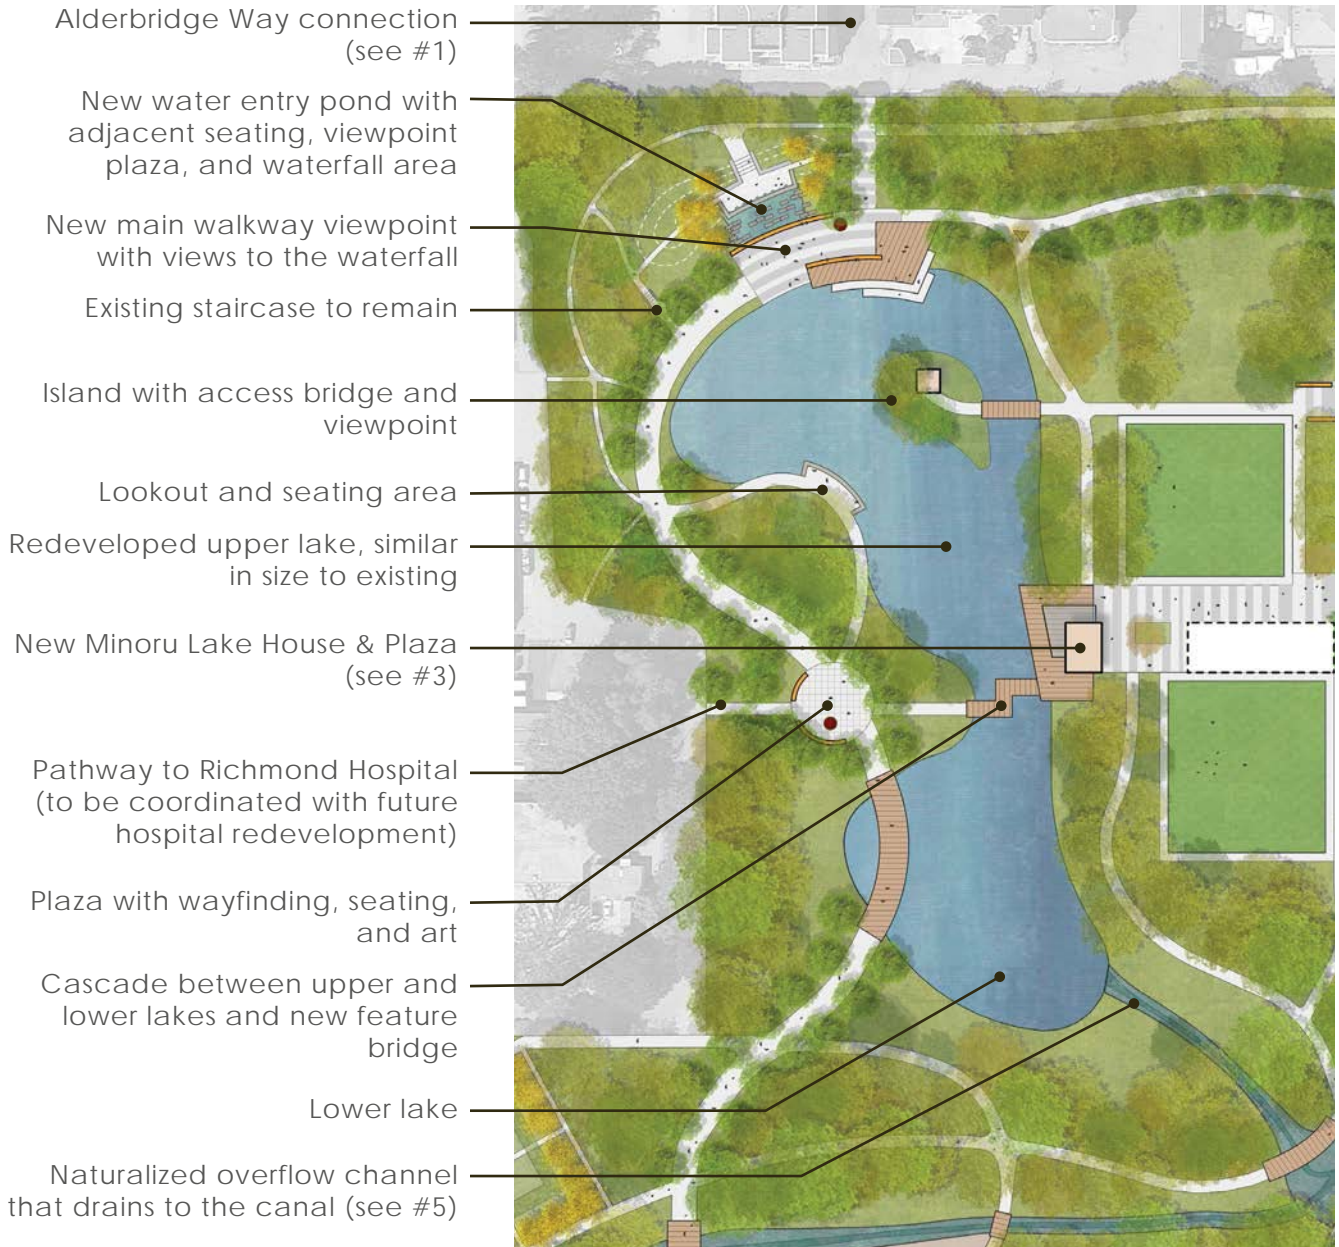 Alderbridge Way connection
(see #1)
New water entry pond with
adjacent seating, viewpoint
plaza, and waterfall area
New main walkway viewpoint
with views to the waterfall
Existing staircase to remain
Island with access bridge and
viewpoint
Lookout and seating area
Redeveloped upper lake, similar
in size to existing
New Minoru Lake House & Plaza
(see #3)
Pathway to Richmond Hospital
(to be coordinated with future
hospital redevelopment)
Plaza with wayfinding, seating,
and art
Cascade between upper and
lower lakes and new feature
bridge
Lower lake
Naturalized overflow channel
that drains to the canal (see #5)